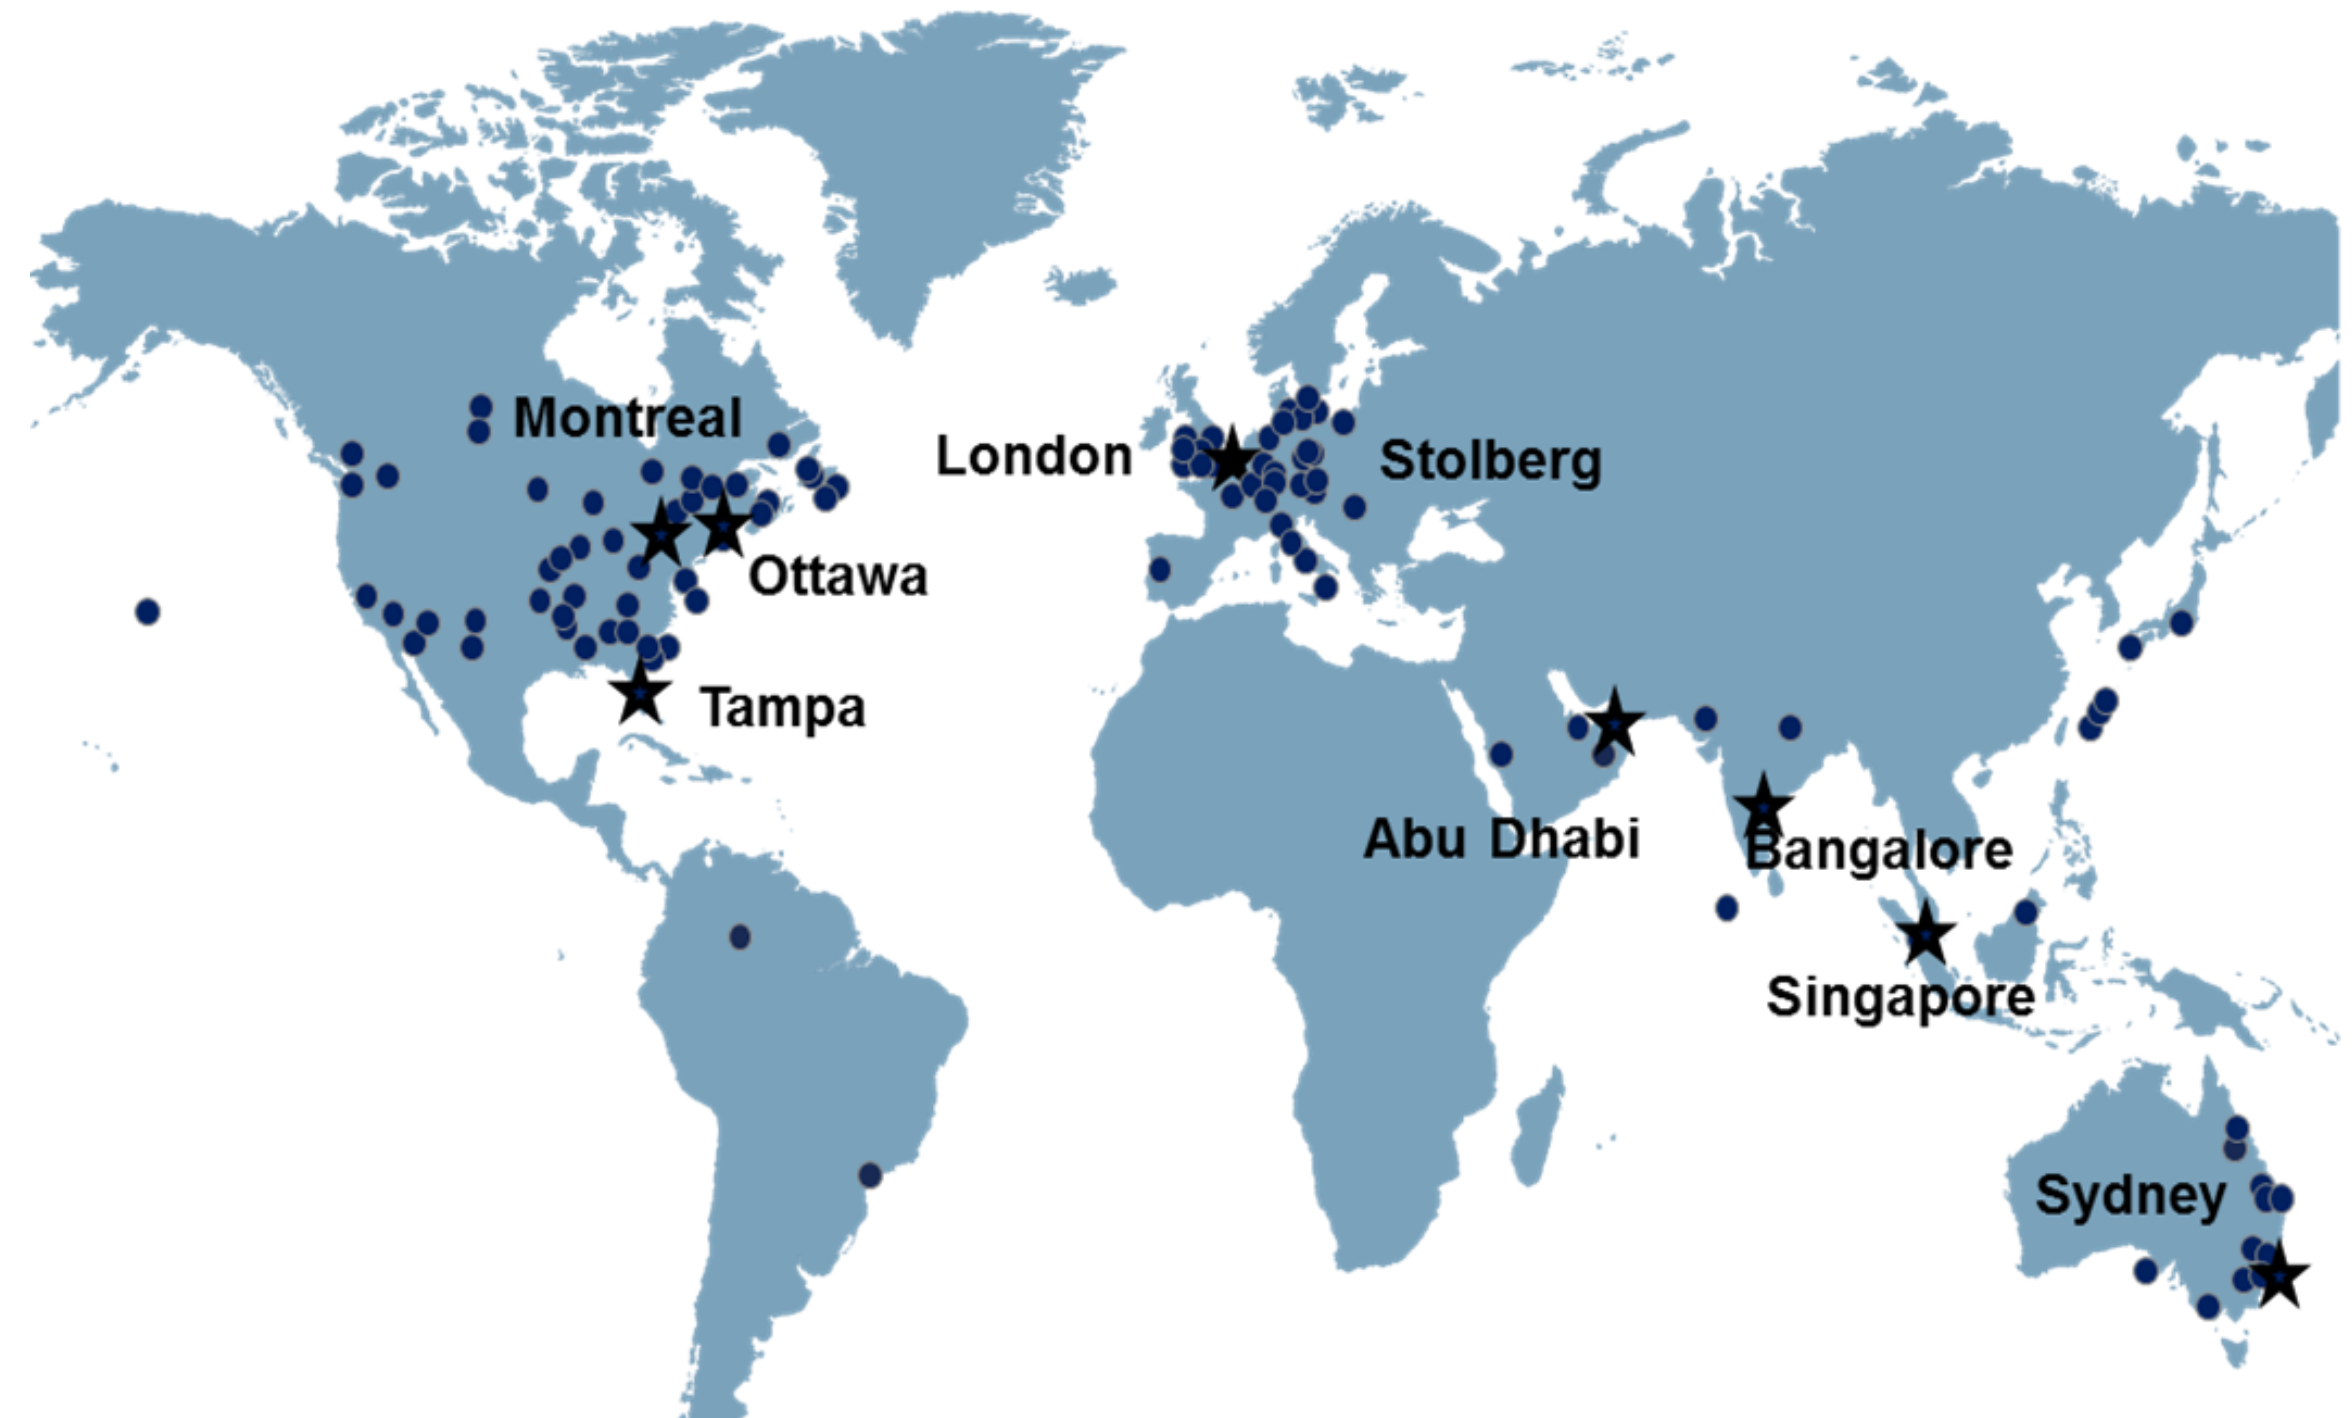 Montreal
London
Stolberg
Ottawa
Tampa
Abu Dhabi
Bangalore
Singapore
Sydney